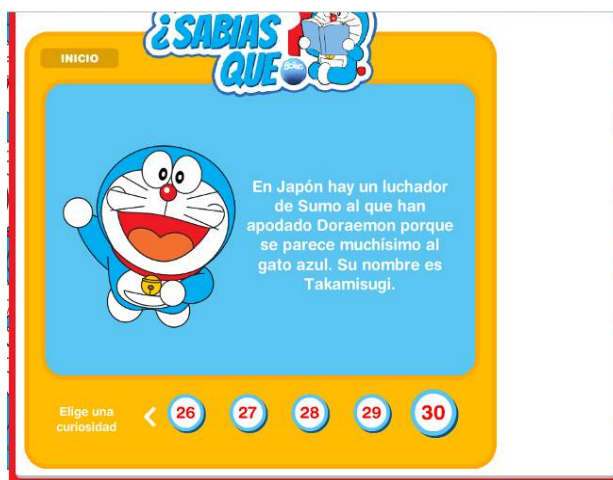 ¿SABIAS
QUE
INICIO
En Japón hay un luchador
de Sumo al que han
apodado Doraemon porque
se parece muchísimo al
gato azul. Su nombre es
Takamisugi.
Elige una
curiosidad
26
27
28
29
30